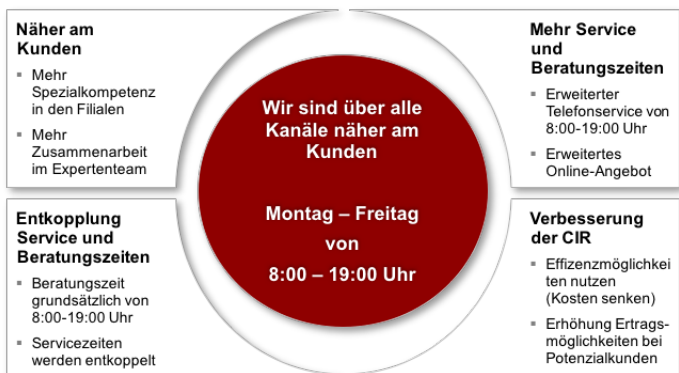 Näher am
Kunden
▪ Mehr
Spezialkompetenz
in den Filialen
▪ Mehr
Zusammenarbeit
im Expertenteam
Mehr Service
und
Beratungszeiten
▪ Erweiterter
Telefonservice von
8:00-19:00 Uhr
▪ Erweitertes
Online-Angebot
Wir sind über alle
Kanäle näher am
Kunden
Montag – Freitag
von
8:00 – 19:00 Uhr
Entkopplung
Service und
Beratungszeiten
▪ Beratungszeit
grundsätzlich von
8:00-19:00 Uhr
▪ Servicezeiten
werden entkoppelt
Verbesserung
der CIR
▪ Effizenzmöglichkei
ten nutzen
(Kosten senken)
▪ Erhöhung Ertrags-
möglichkeiten bei
Potenzialkunden